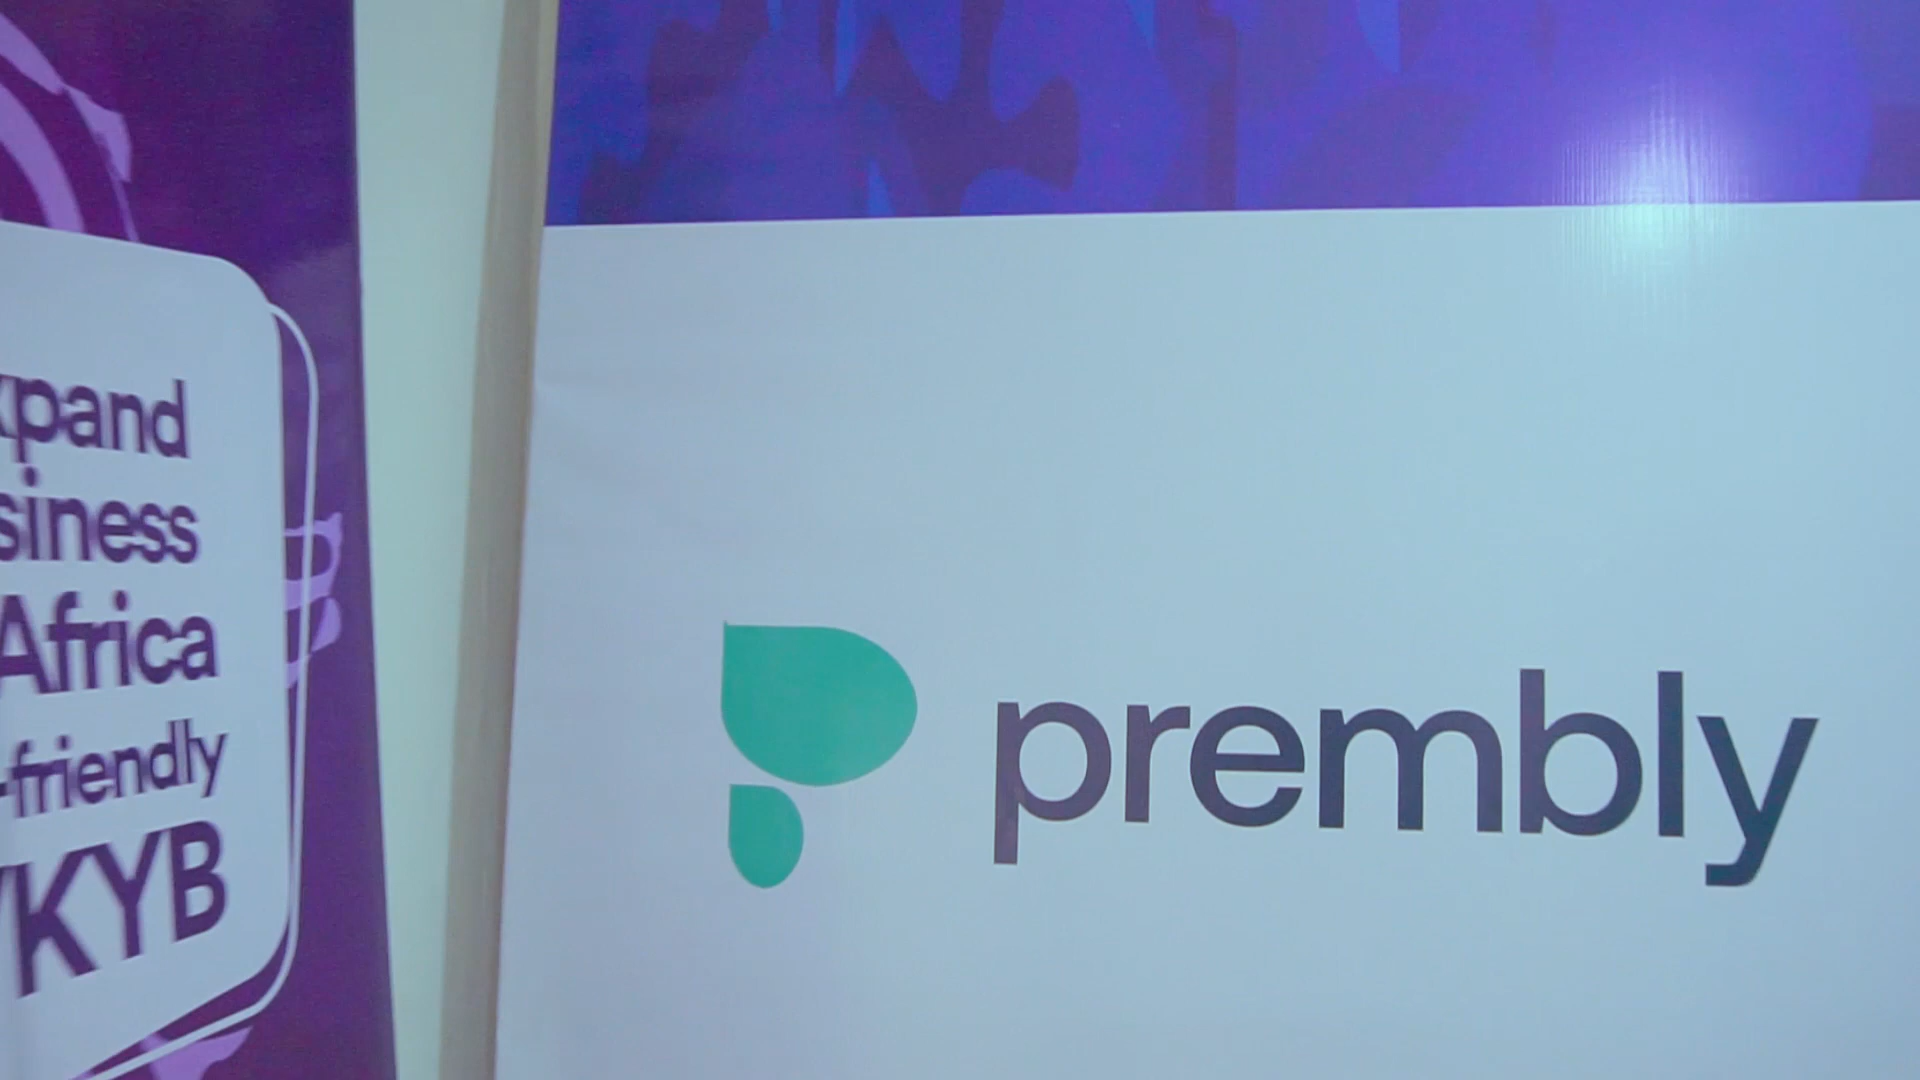 xpand
siness
Africa
-friendly
/KYB
prembly